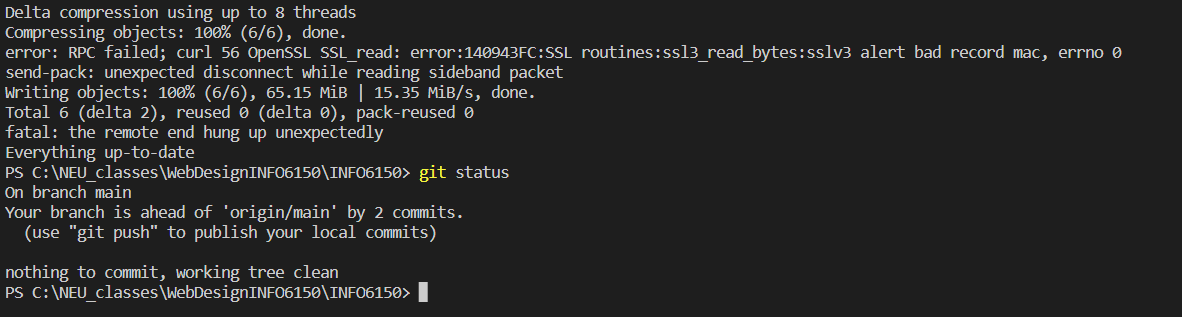 Delta compression using up to 8 threads
Compressing objects: 100% (6/6), done.
error: RPC failed; curl 56 OpenSSL SSL_read: error:140943FC:SSL routines:ssl3_read_bytes:sslv3 alert bad record mac, errno 0
send-pack: unexpected disconnect while reading sideband packet
Writing objects: 100% (6/6), 65.15 MiB | 15.35 MiB/s, done.
Total 6 (delta 2), reused 0 (delta 0), pack-reused 0
fatal: the remote end hung up unexpectedly
Everything up-to-date
PS C:\NEU_classes\WebDesignINFO6150\INFO6150> git status
On branch main
Your branch is ahead of 'origin/main' by 2 commits.
  (use "git push" to publish your local commits)

nothing to commit, working tree clean
PS C:\NEU_classes\WebDesignINFO6150\INFO6150>